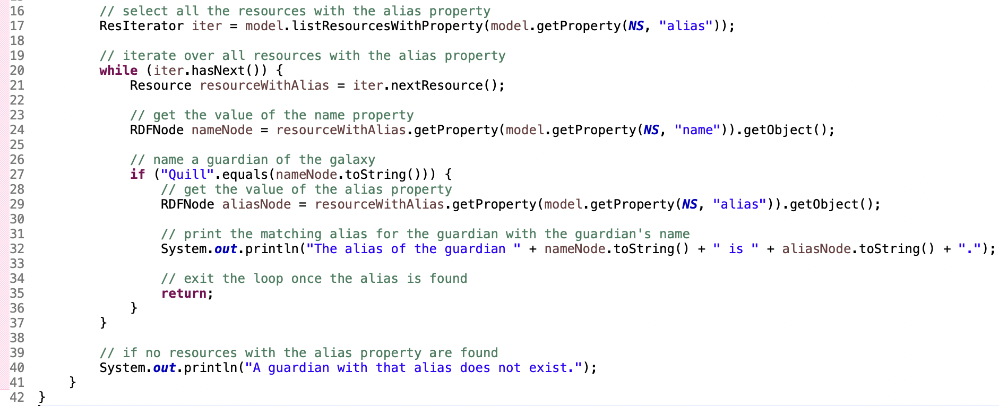 16 // select all the resources with the alias property
17 ResIterator iter = model.listResourcesWithProperty(model.getProperty(NS, "alias"));
18
19 // iterate over all resources with the alias property
20 while (iter.hasNext()) {
21 Resource resourceWithAlias = iter.nextResource();
22
23 // get the value of the name property
24 RDFNode nameNode = resourceWithAlias.getProperty(model.getProperty(NS, "name")).getObject();
25
26 // name a guardian of the galaxy
27 if ("Quill".equals(nameNode.toString())) {
28 // get the value of the alias property
29 RDFNode aliasNode = resourceWithAlias.getProperty(model.getProperty(NS, "alias")).getObject();
30
31 // print the matching alias for the guardian with the guardian's name
32 System.out.println("The alias of the guardian " + nameNode.toString() + " is " + aliasNode.toString() + ".");
33
34 // exit the loop once the alias is found
35 return;
36 }
37 }
38
39 // if no resources with the alias property are found
40 System.out.println("A guardian with that alias does not exist.");
41 }
42 }